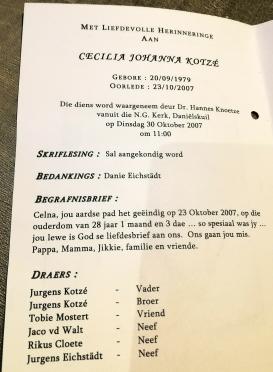 MET LIEFDEVOLLE HERINNERINGE
AAN
CECILIA JOHANNA KOTZÉ
GEBORE : 20/09/1979
OORLEDE : 23/10/2007
Die diens word waargeneem deur Dr. Hannes Knoetze
vanuit die N.G. Kerk, Daniëlskuil
op Dinsdag 30 Oktober 2007
om 11:00
SKRIFLESING : Sal aangekondig word
BEDANKINGS : Danie Eichstädt
BEGRAFNISBRIEF :
Celna, jou aardse pad het geëindig op 23 Oktober 2007, op die
ouderdom van 28 jaar 1 maand en 3 dae ... so spesiaal was jy ...
jou lewe is God se liefdesbrief aan ons. Ons gaan jou mis.
Pappa, Mamma, Jikkie, familie en vriende.
DRAERS :
Jurgens Kotzé - Vader
Jurgens Kotzé - Broer
Tobie Mostert - Vriend
Jaco vd Walt - Neef
Rikus Cloete - Neef
Jurgens Eichstädt - Neef